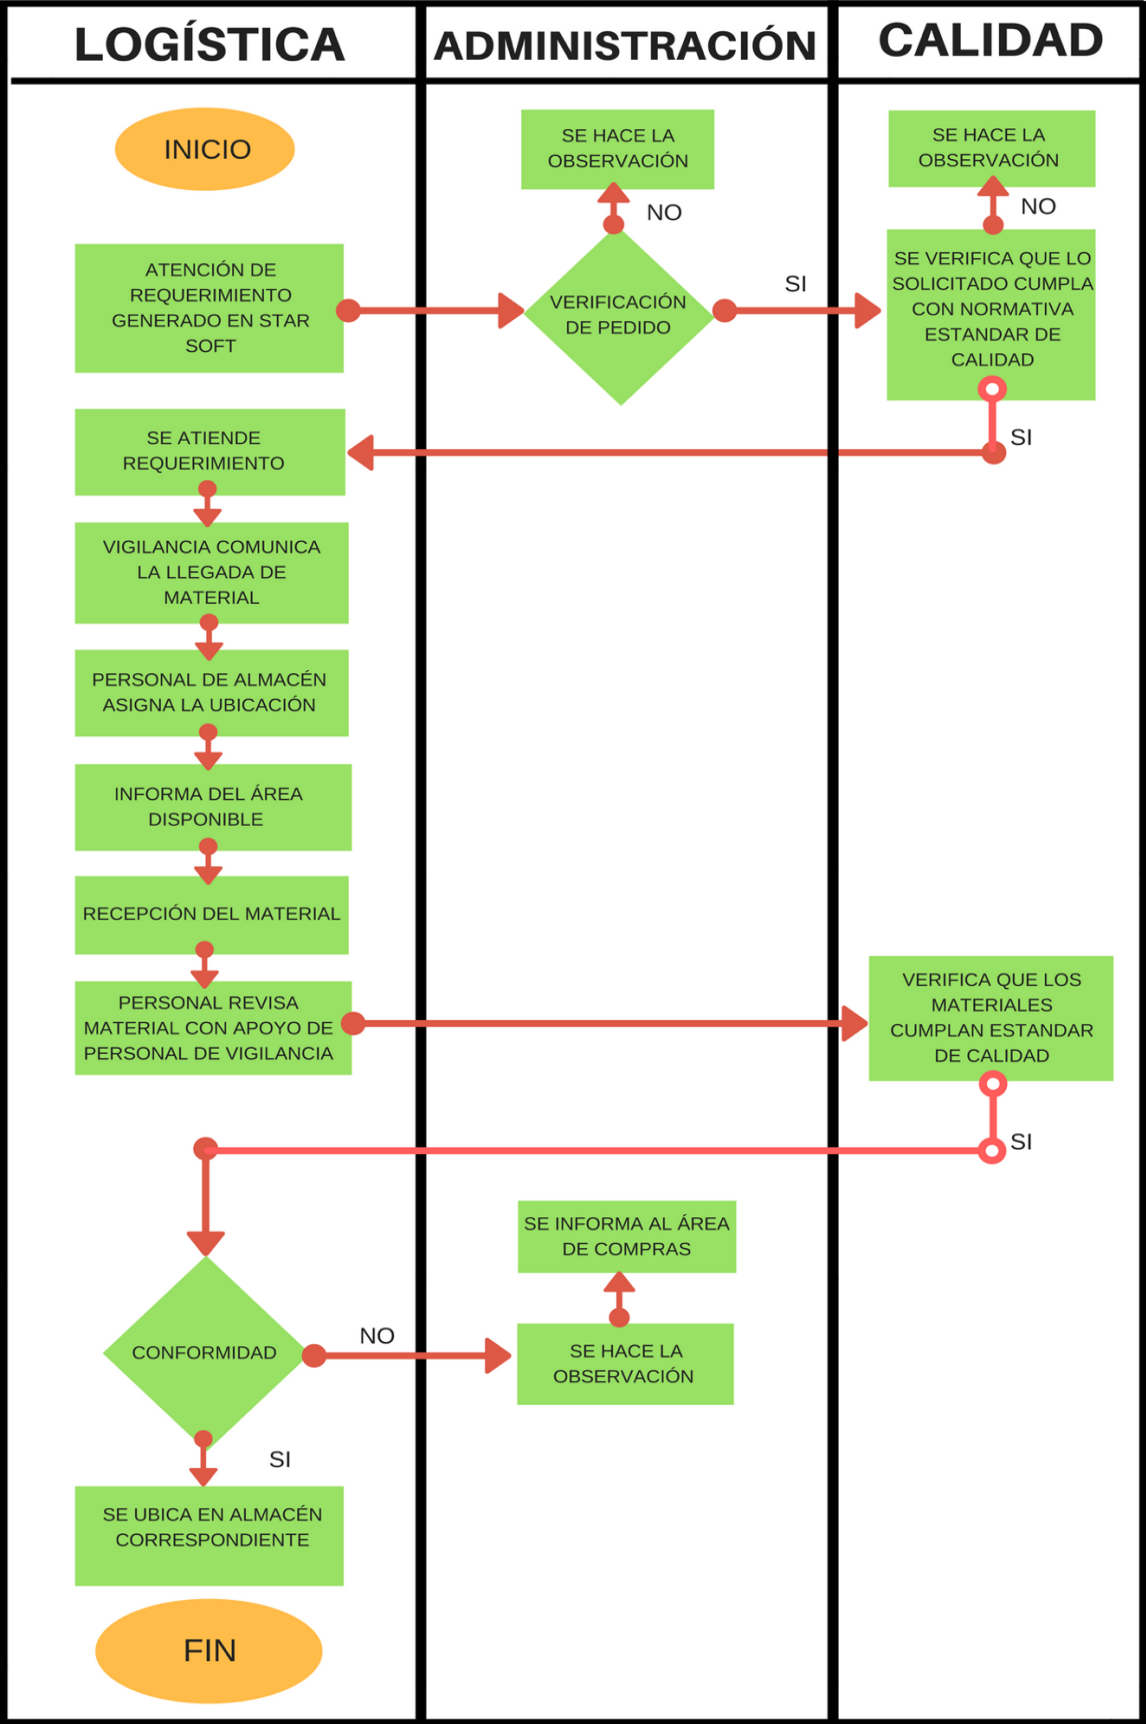 LOGÍSTICA
ADMINISTRACIÓN
CALIDAD
INICIO
SE HACE LA
OBSERVACIÓN
NO
SE HACE LA
OBSERVACIÓN
NO
ATENCIÓN DE
REQUERIMIENTO
GENERADO EN STAR
SOFT
VERIFICACIÓN
DE PEDIDO
SI
SE VERIFICA QUE LO
SOLICITADO CUMPLA
CON NORMATIVA
ESTANDAR DE
CALIDAD
SI
SE ATIENDE
REQUERIMIENTO
VIGILANCIA COMUNICA
LA LLEGADA DE
MATERIAL
PERSONAL DE ALMACÉN
ASIGNA LA UBICACIÓN
INFORMA DEL ÁREA
DISPONIBLE
RECEPCIÓN DEL MATERIAL
PERSONAL REVISA
MATERIAL CON APOYO DE
PERSONAL DE VIGILANCIA
VERIFICA QUE LOS
MATERIALES
CUMPLAN ESTANDAR
DE CALIDAD
SI
CONFORMIDAD
NO
SE HACE LA
OBSERVACIÓN
SE INFORMA AL ÁREA
DE COMPRAS
SI
SE UBICA EN ALMACÉN
CORRESPONDIENTE
FIN